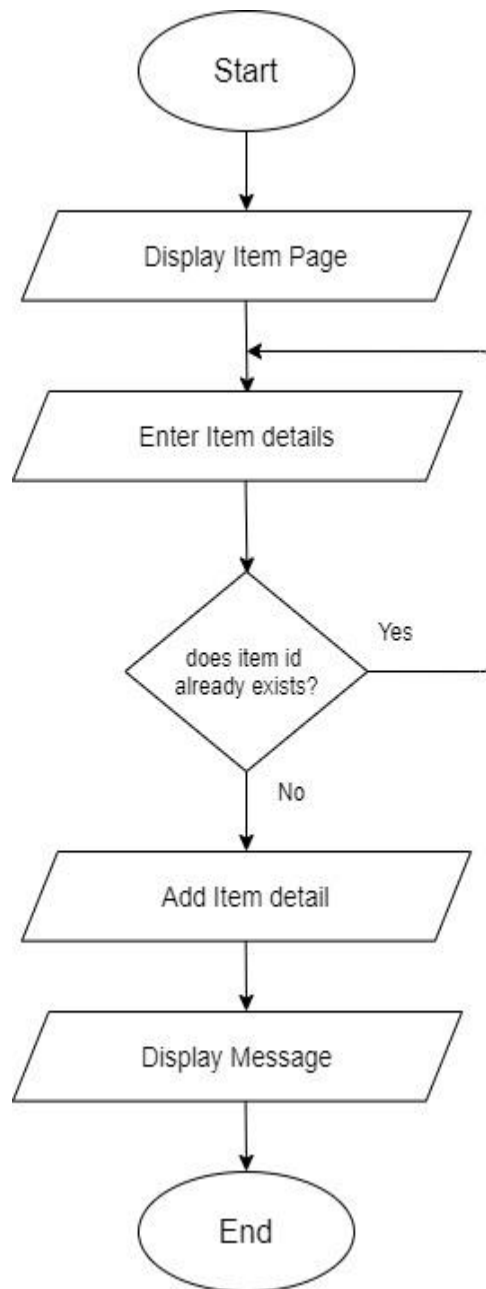 Start
Display Item Page
Enter Item details
does item id
already exists?
Yes
No
Add Item detail
Display Message
End